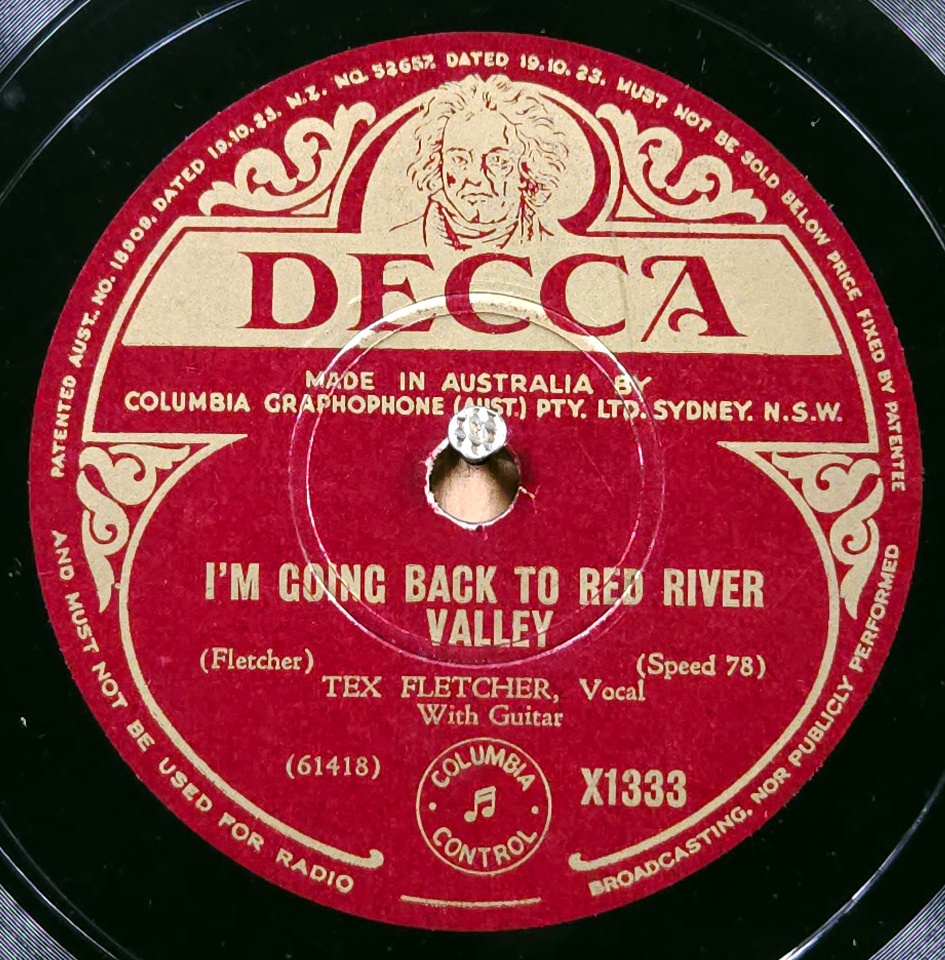 PATENTED AUST. NO. 18909, DATED 19.10.23. N.Z. NO. 52657. DATED 19.10.23. MUST NOT BE SOLD BELOW PRICE FIXED BY PATENTEE
DECCA
MADE IN AUSTRALIA BY
COLUMBIA GRAPHOPHONE (AUST.) PTY. LTD. SYDNEY. N.S.W.
I'M GOING BACK TO RED RIVER
VALLEY
(Fletcher) (Speed 78)
TEX FLETCHER, Vocal
With Guitar
(61418)
COLUMBIA
CONTROL
X1333
AND MUST NOT BE USED FOR RADIO BROADCASTING, NOR PUBLICLY PERFORMED